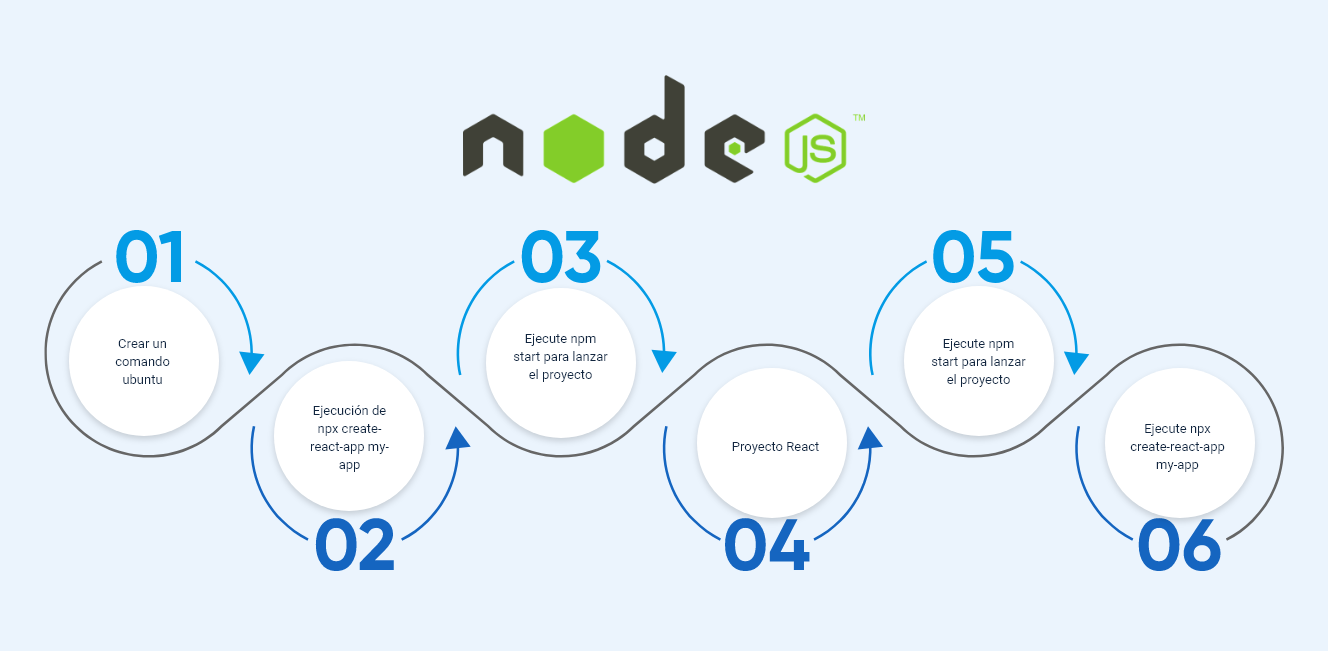 node
JS
TM
01
Crear un
comando
ubuntu
02
Ejecución de
npx create-
react-app my-
app
03
Ejecute npm
start para lanzar
el proyecto
04
Proyecto React
05
Ejecute npm
start para lanzar
el proyecto
06
Ejecute npx
create-react-app
my-app